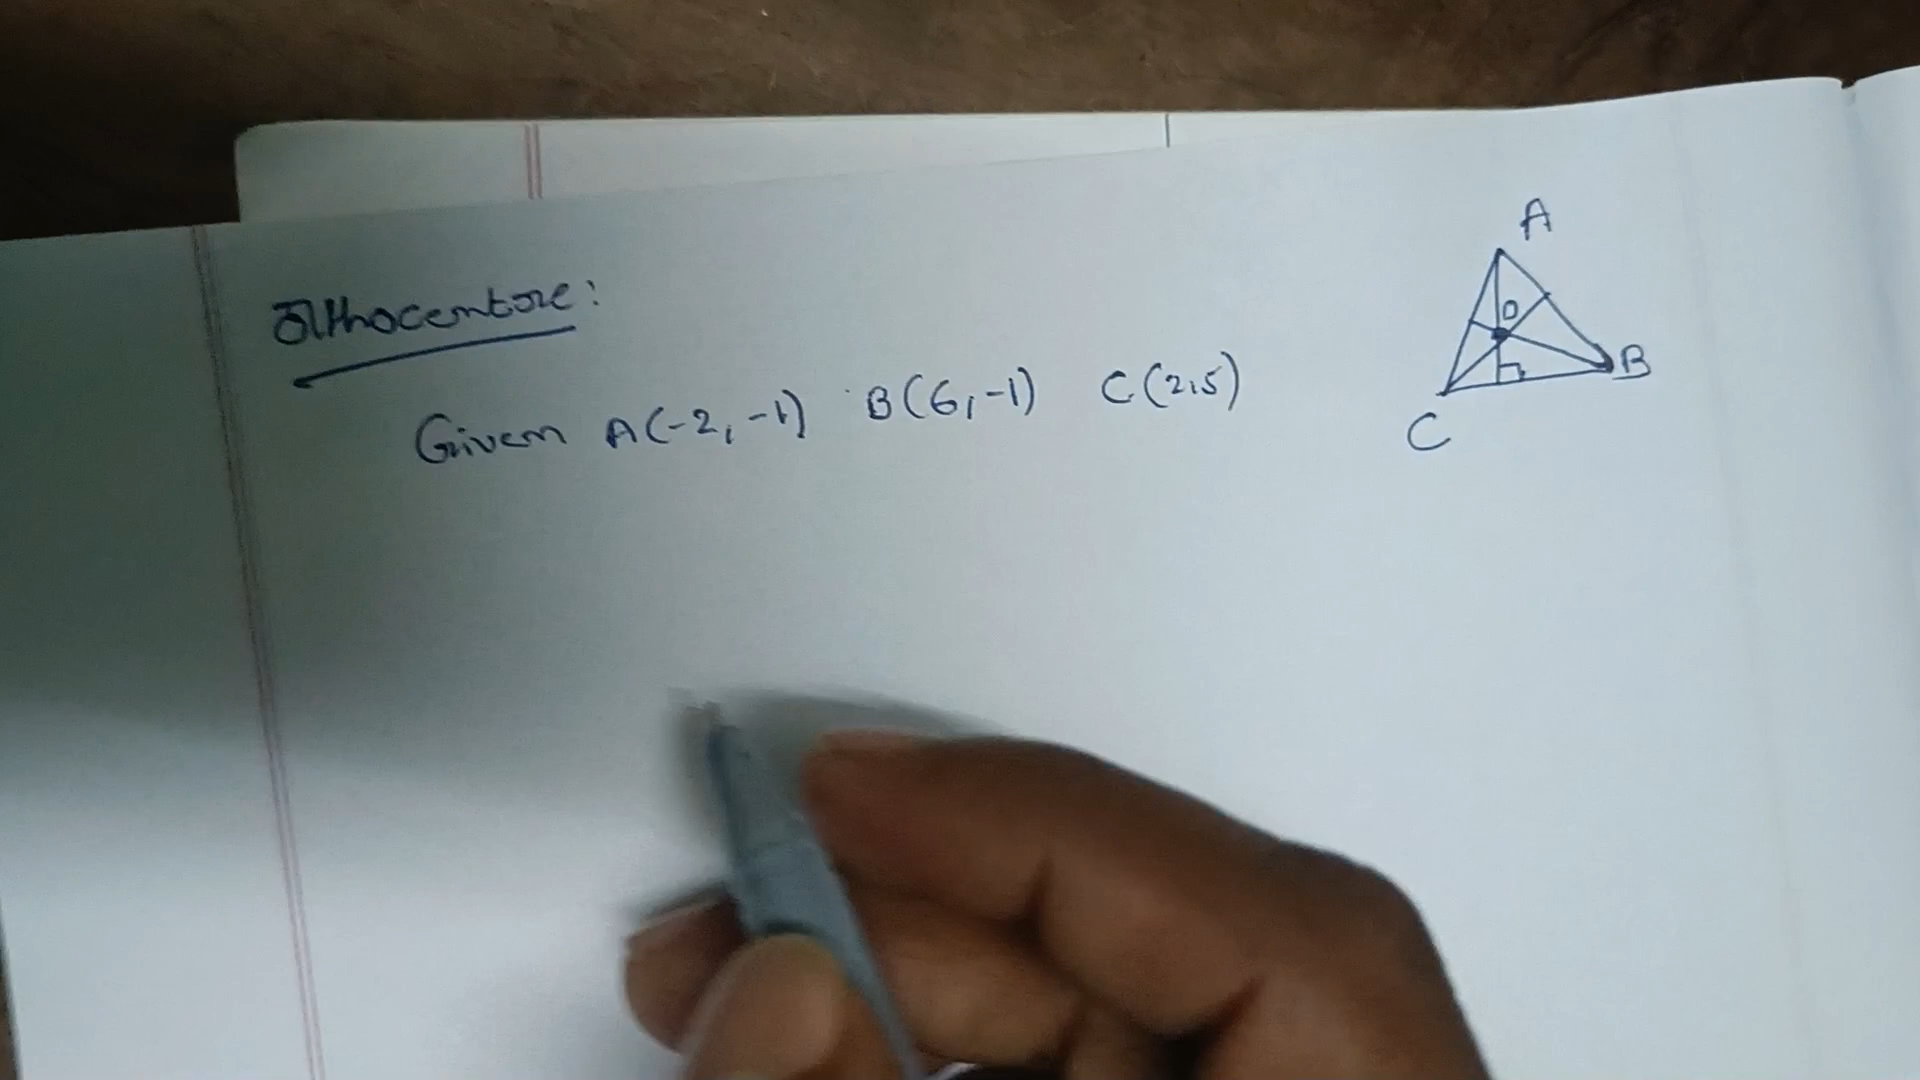 Orthocentre:
Given A(-2,-1) B(6,-1) C(2,5)
A
O
B
C